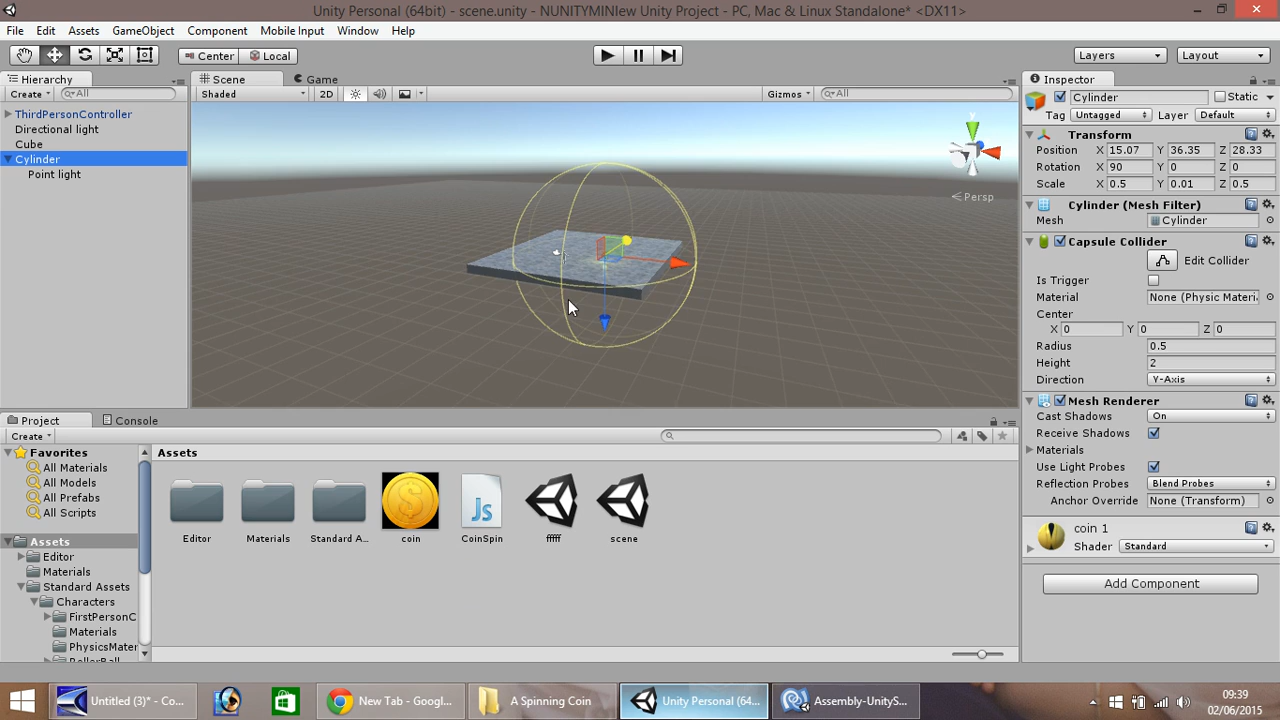 Unity Personal (64bit) - scene.unity - NUNITYMINIew Unity Project - PC, Mac & Linux Standalone* <DX11>
File Edit Assets GameObject Component Mobile Input Window Help
Center Local Layers Layout
Hierarchy
Create All
ThirdPersonController
Directional light
Cube
Cylinder
Point light
Scene Game
Shaded 2D Gizmos All
y
Persp
Inspector
Cylinder Static
Tag Untagged Layer Default
Transform
Position X 15.07 Y 36.35 Z 28.33
Rotation X 90 Y 0 Z 0
Scale X 0.5 Y 0.01 Z 0.5
Cylinder (Mesh Filter)
Mesh Cylinder
Capsule Collider
Edit Collider
Is Trigger
Material None (Physic Materi
Center
X 0 Y 0 Z 0
Radius 0.5
Height 2
Direction Y-Axis
Mesh Renderer
Cast Shadows On
Receive Shadows
Materials
Use Light Probes
Reflection Probes Blend Probes
Anchor Override None (Transform)
coin 1
Shader Standard
Add Component
Project Console
Create
Favorites
All Materials
All Models
All Prefabs
All Scripts
Assets
Editor
Materials
Standard Assets
Characters
FirstPersonC
Materials
PhysicsMater
RollerBall
Assets
Editor Materials Standard A... coin CoinSpin fffff scene
Js
Untitled (3)* - Co... New Tab - Googl... A Spinning Coin Unity Personal (64... Assembly-UnityS...
09:39
02/06/2015